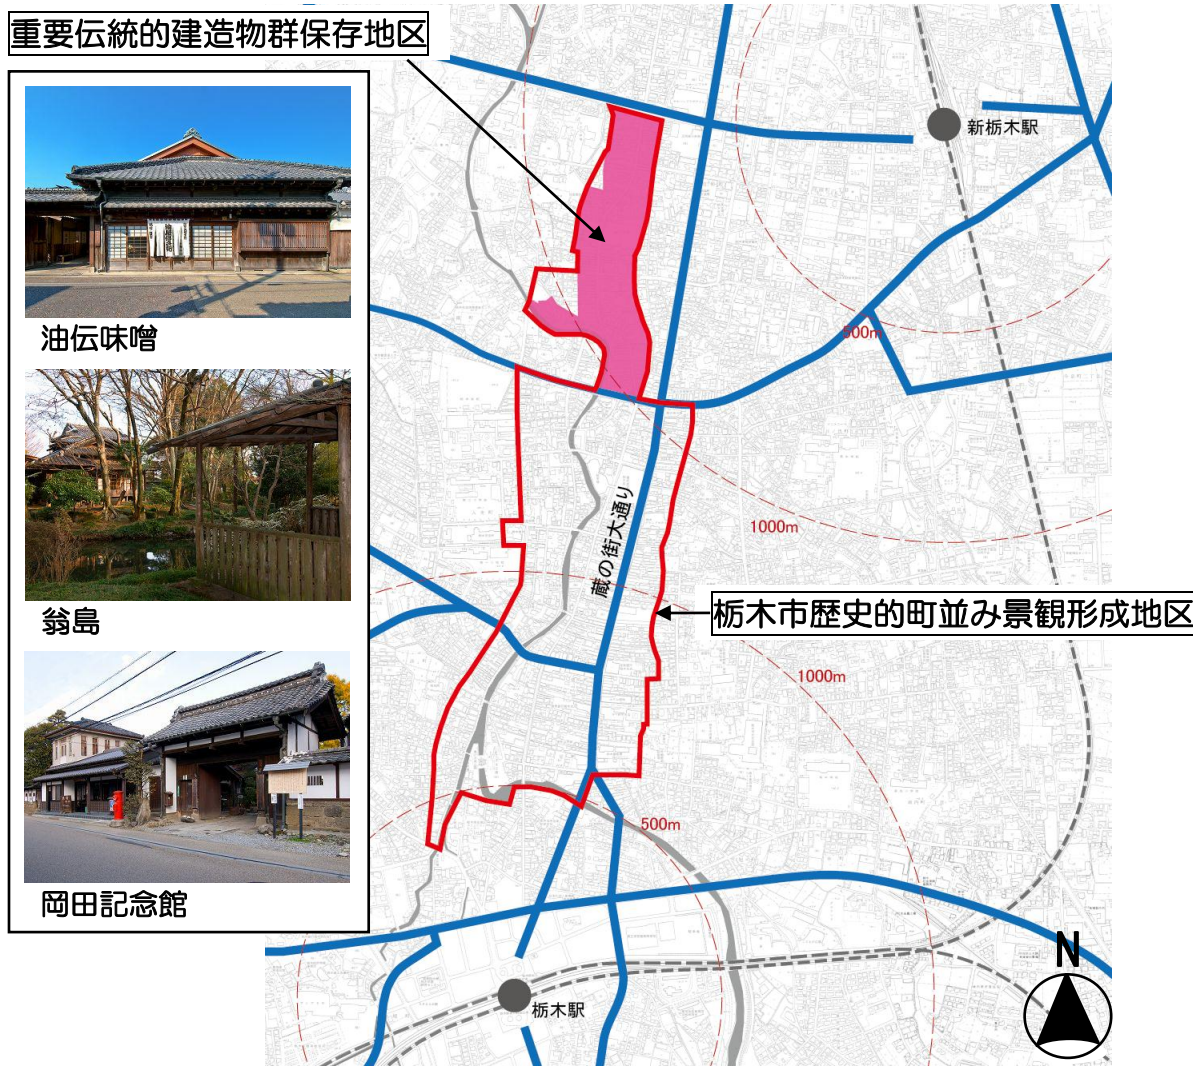 重要伝統的建造物群保存地区
新栃木駅
油伝味噌
500m
翁島
蔵の街大通り
1000m
栃木市歴史的町並み景観形成地区
1000m
500m
岡田記念館
N
栃木駅